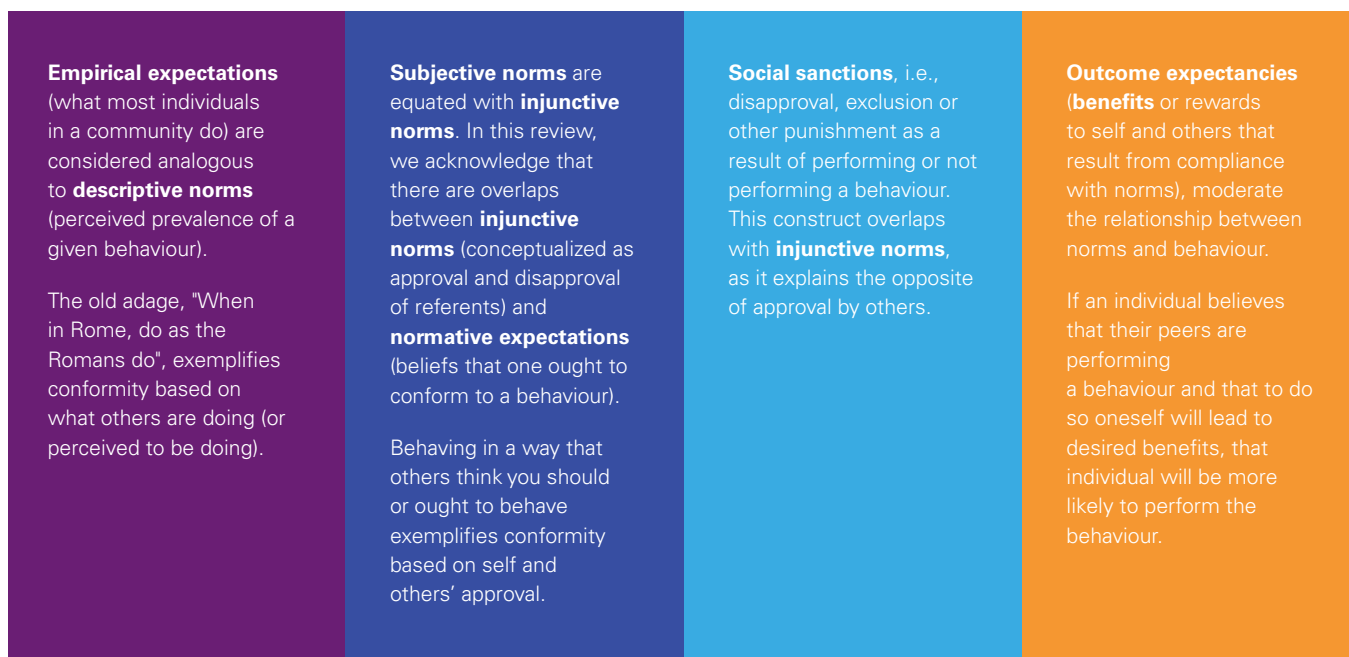 Empirical expectations
(what most individuals
in a community do) are
considered analogous
to descriptive norms
(perceived prevalence of a
given behaviour).
The old adage, "When
in Rome, do as the
Romans do", exemplifies
conformity based on
what others are doing (or
perceived to be doing).
Subjective norms are
equated with injunctive
norms. In this review,
we acknowledge that
there are overlaps
between injunctive
norms (conceptualized as
approval and disapproval
of referents) and
normative expectations
(beliefs that one ought to
conform to a behaviour).
Behaving in a way that
others think you should
or ought to behave
exemplifies conformity
based on self and
others’ approval.
Social sanctions, i.e.,
disapproval, exclusion or
other punishment as a
result of performing or not
performing a behaviour.
This construct overlaps
with injunctive norms,
as it explains the opposite
of approval by others.
Outcome expectancies
(benefits or rewards
to self and others that
result from compliance
with norms), moderate
the relationship between
norms and behaviour.
If an individual believes
that their peers are
performing
a behaviour and that to do
so oneself will lead to
desired benefits, that
individual will be more
likely to perform the
behaviour.